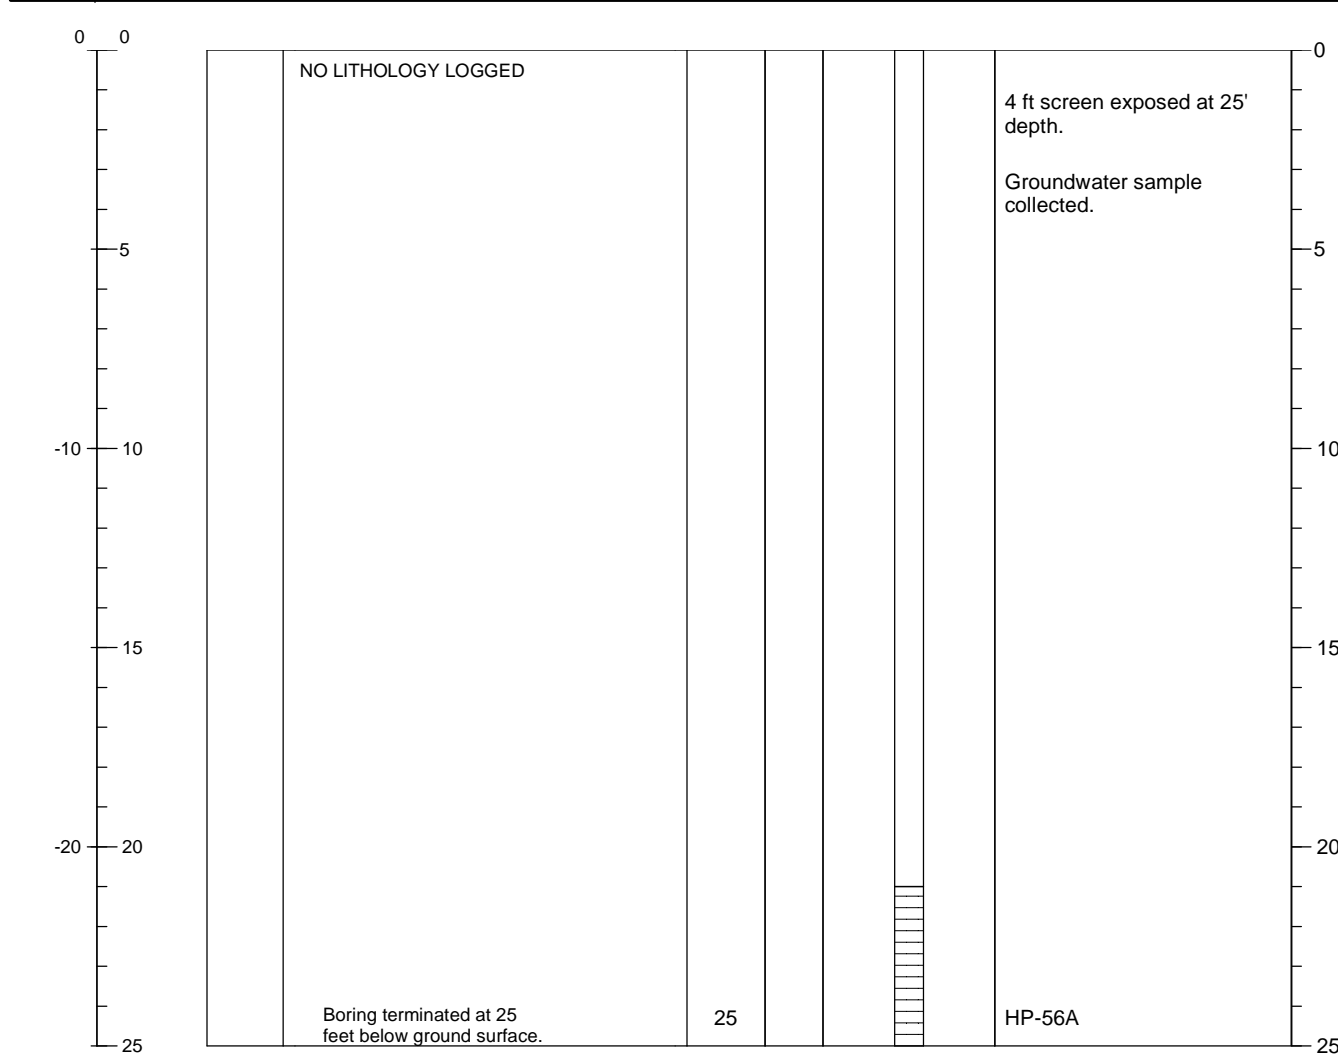 0 0 0
NO LITHOLOGY LOGGED
4 ft screen exposed at 25'
depth.
Groundwater sample
collected.
5 5
-10 10 10
15 15
-20 20 20
Boring terminated at 25
feet below ground surface.
25
HP-56A
25 25